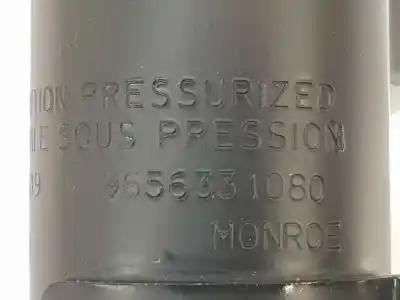 PRESSURIZED
SOUS PRESSION
9656331080
MONROE